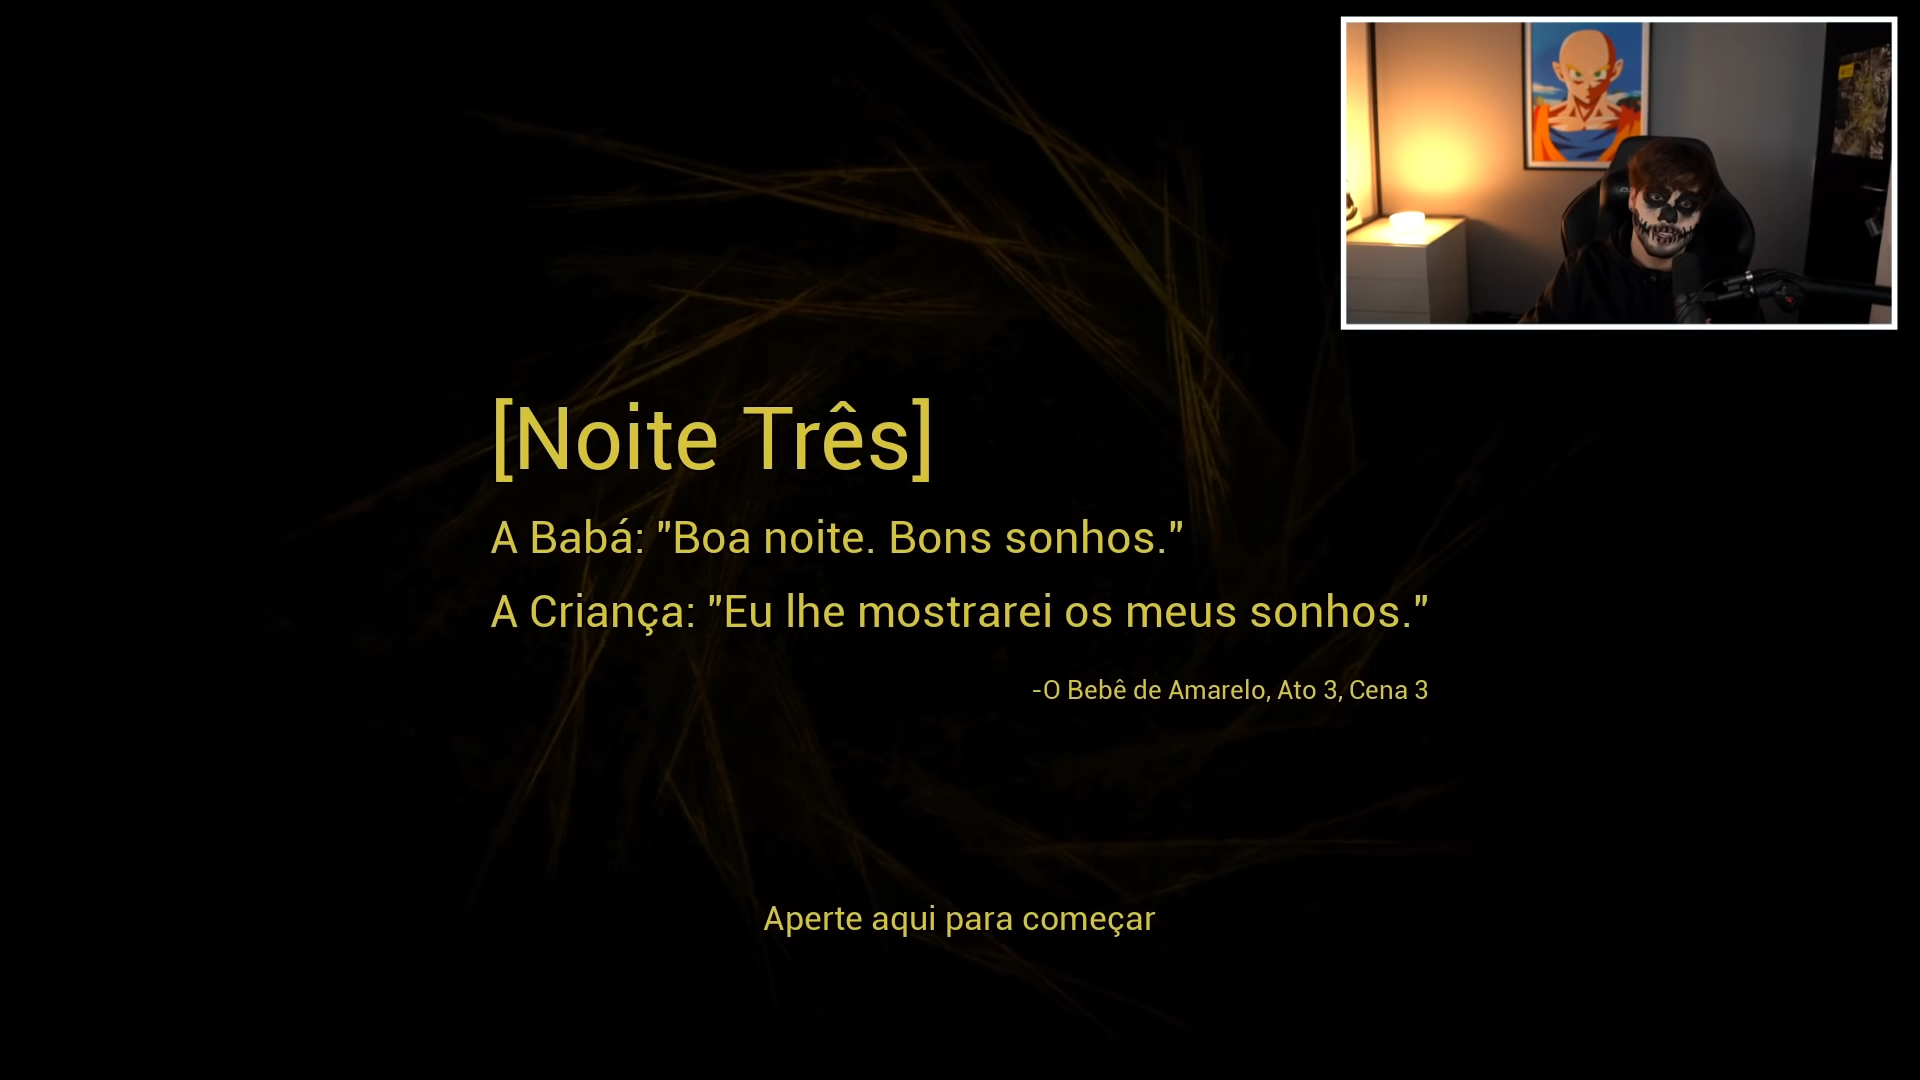 [Noite Três]
A Babá: "Boa noite. Bons sonhos."
A Criança: "Eu lhe mostrarei os meus sonhos."
-O Bebê de Amarelo, Ato 3, Cena 3
Aperte aqui para começar